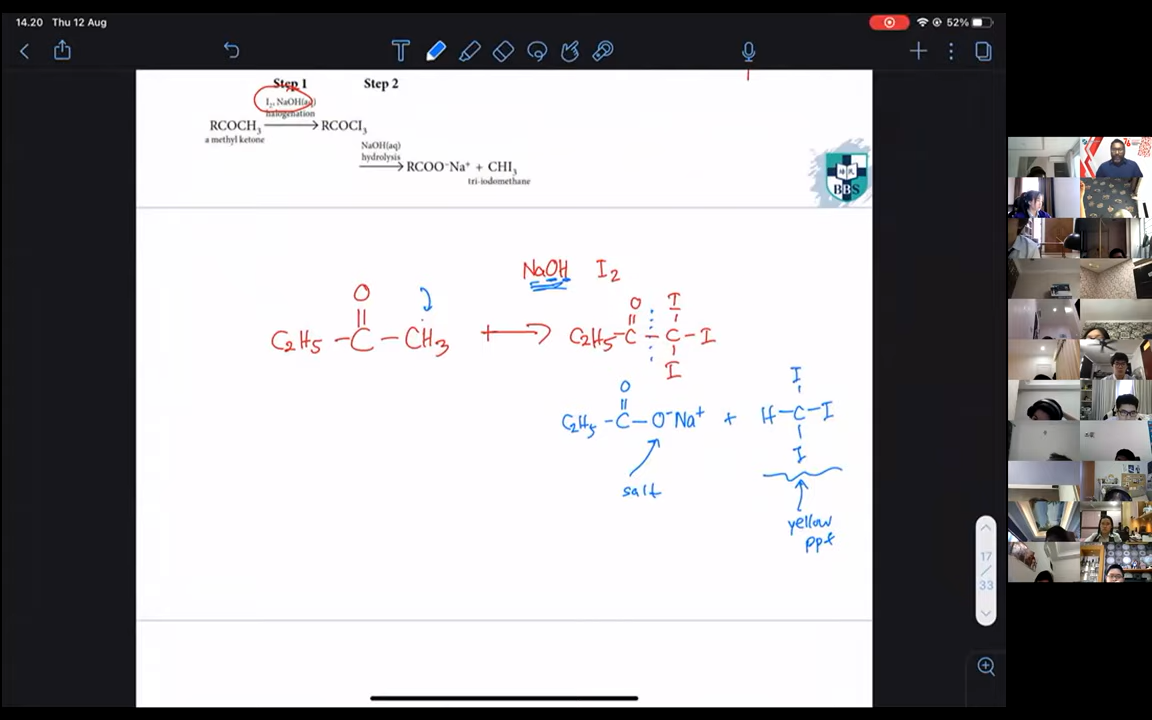 14.20 Thu 12 Aug
52%
Step 1 Step 2
I₂, NaOH(aq)
halogenation
RCOCH₃ ⟶ RCOCI₃
a methyl ketone
NaOH(aq)
hydrolysis
⟶ RCOO⁻Na⁺ + CHI₃
tri-iodomethane
BBS
NaOH I₂
O
||
C₂H₅ - C - CH₃ ⟶ C₂H₅ - C - C - I
O
||
I
I
O
||
C₂H₅ - C - O⁻Na⁺ + H - C - I
I
I
salt
yellow
ppt
17
/
33